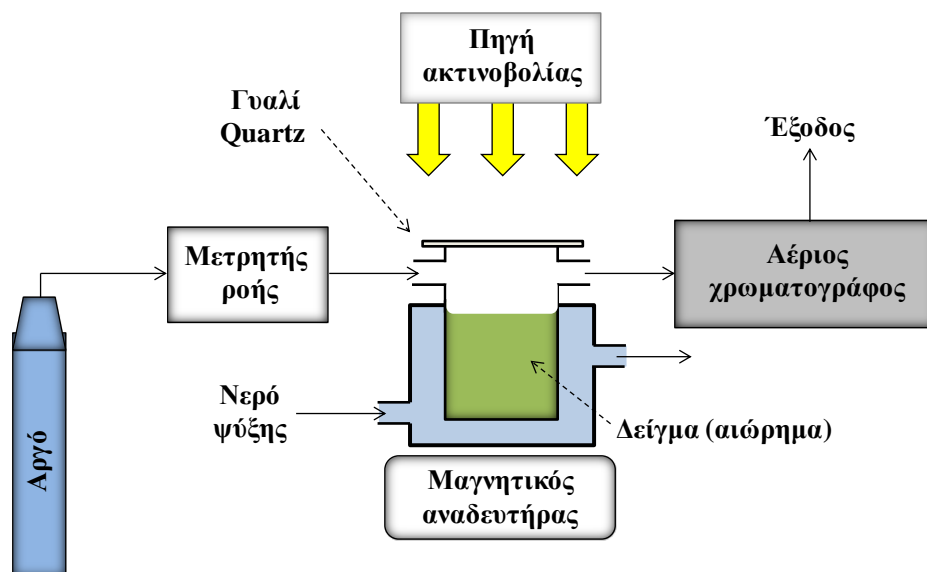 Πηγή
ακτινοβολίας
Γυαλί
Quartz
Έξοδος
Μετρητής
ροής
Αέριος
χρωματογράφος
Νερό
ψύξης
Δείγμα (αιώρημα)
Αργό
Μαγνητικός
αναδευτήρας